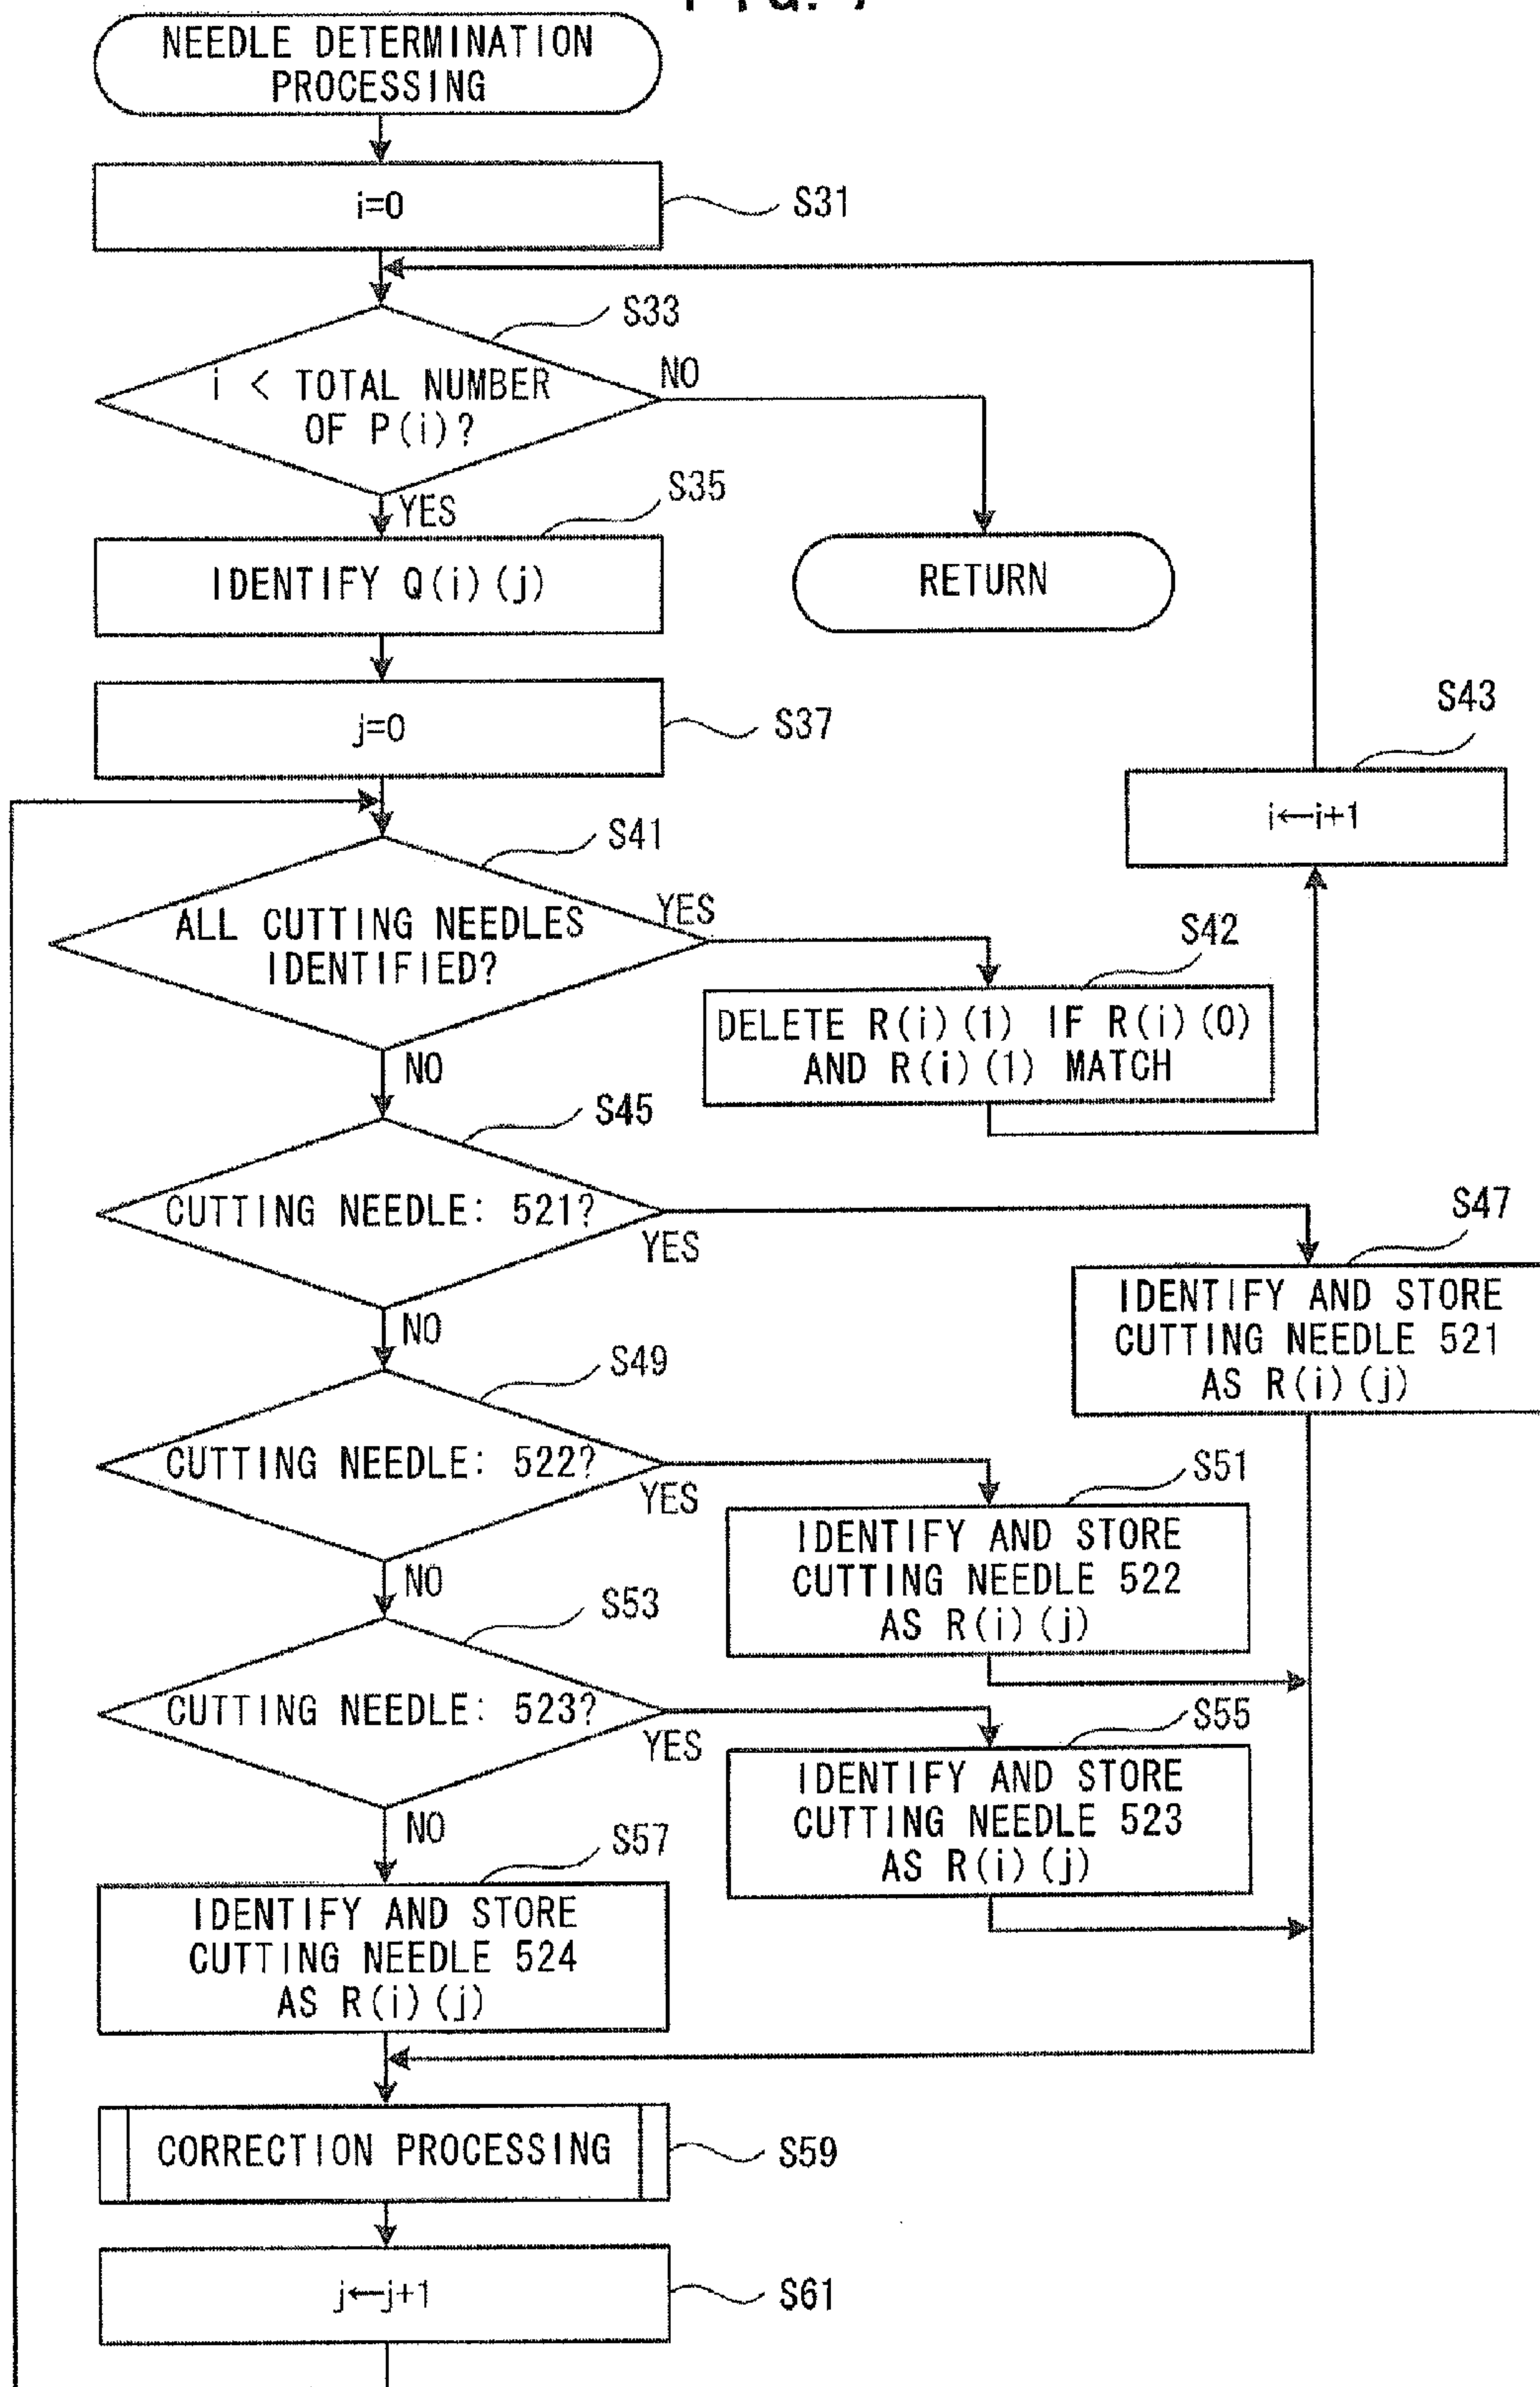 NEEDLE DETERMINATION
PROCESSING
i=0
S31
S33
i < TOTAL NUMBER
OF P(i)?
NO
YES
S35
IDENTIFY Q(i)(j)
RETURN
j=0
S37
S43
i←i+1
S41
ALL CUTTING NEEDLES
IDENTIFIED?
YES
NO
S42
DELETE R(i)(1) IF R(i)(0)
AND R(i)(1) MATCH
S45
CUTTING NEEDLE: 521?
YES
NO
S47
IDENTIFY AND STORE
CUTTING NEEDLE 521
AS R(i)(j)
S49
CUTTING NEEDLE: 522?
YES
NO
S51
IDENTIFY AND STORE
CUTTING NEEDLE 522
AS R(i)(j)
S53
CUTTING NEEDLE: 523?
YES
NO
S55
IDENTIFY AND STORE
CUTTING NEEDLE 523
AS R(i)(j)
S57
IDENTIFY AND STORE
CUTTING NEEDLE 524
AS R(i)(j)
CORRECTION PROCESSING
S59
j←j+1
S61